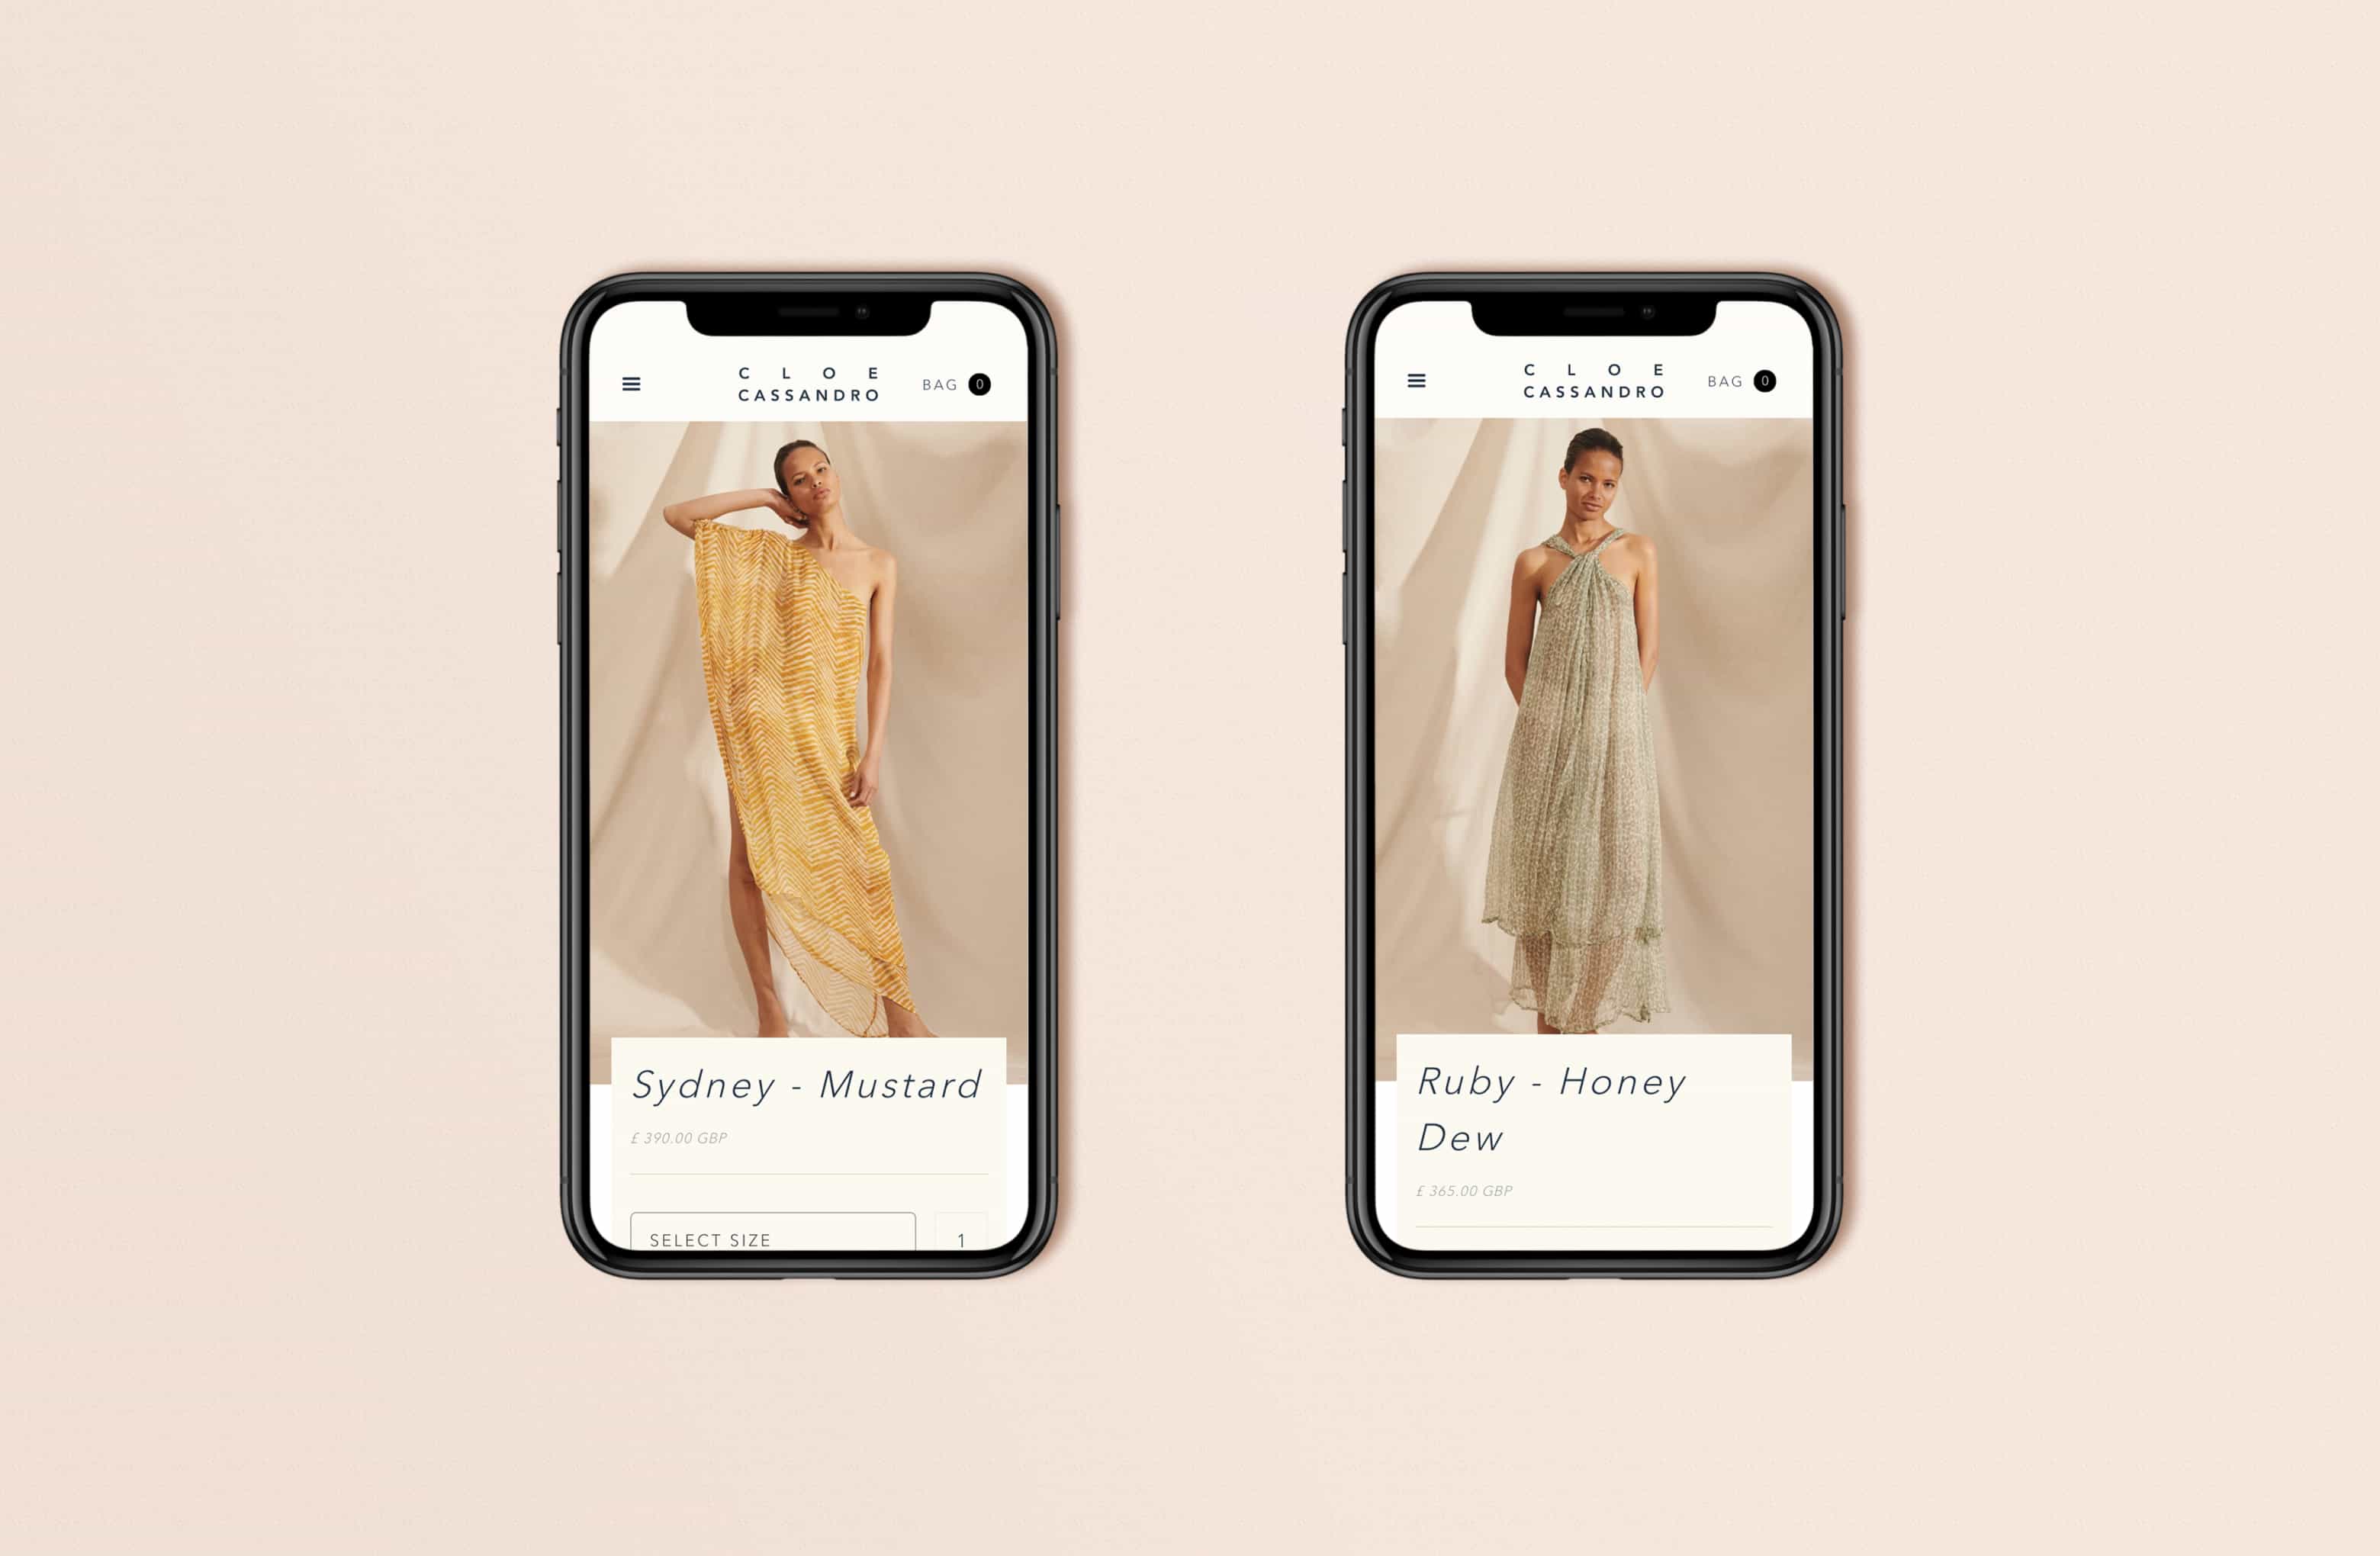 C L O E
CASSANDRO
BAG 0
Sydney - Mustard
£ 390.00 GBP
SELECT SIZE 1
C L O E
CASSANDRO
BAG 0
Ruby - Honey
Dew
£ 365.00 GBP